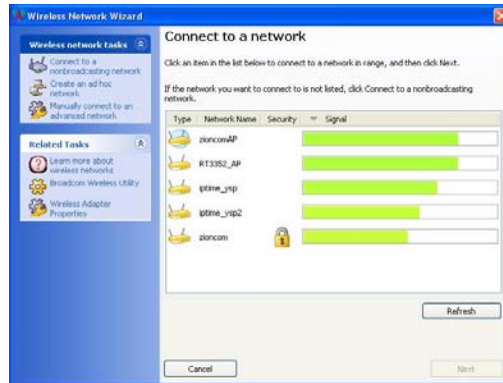 Wireless Network Wizard
Wireless network tasks
Connect to a
nonbroadcasting network
Create an ad hoc
network
Manually connect to an
advanced network
Related Tasks
Learn more about
wireless networks
Broadcom Wireless Utility
Wireless Adapter
Properties
Connect to a network
Click an item in the list below to connect to a network in range, and then click Next.
If the network you want to connect to is not listed, click Connect to a nonbroadcasting
network.
Type Network Name Security Signal
zioncomAP
RT3352_AP
iptime_ysp
iptime_ysp2
zioncom
Refresh
Cancel Next